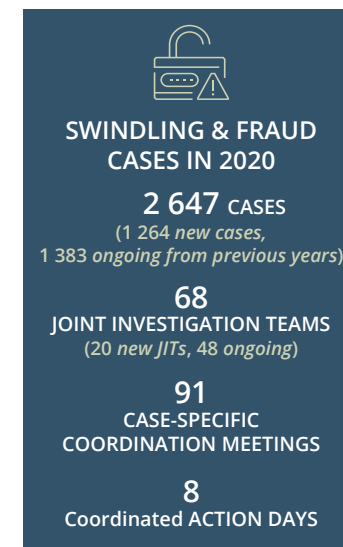 SWINDLING & FRAUD
CASES IN 2020
2 647 CASES
(1 264 new cases,
1 383 ongoing from previous years)
68
JOINT INVESTIGATION TEAMS
(20 new JITs, 48 ongoing)
91
CASE-SPECIFIC
COORDINATION MEETINGS
8
Coordinated ACTION DAYS